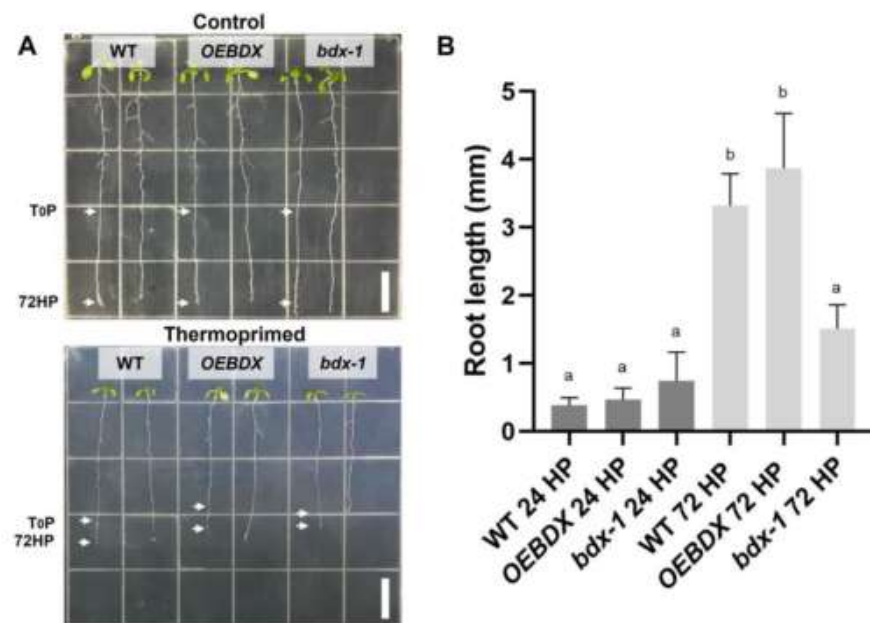 A
Control
WT
OEBDX
bdx-1
T0P
72HP
Thermoprimed
WT
OEBDX
bdx-1
T0P
72HP
B
Root length (mm)
5
4
3
2
1
0
a
a
a
b
b
a
WT 24 HP
OEBDX 24 HP
bdx-1 24 HP
WT 72 HP
OEBDX 72 HP
bdx-1 72 HP